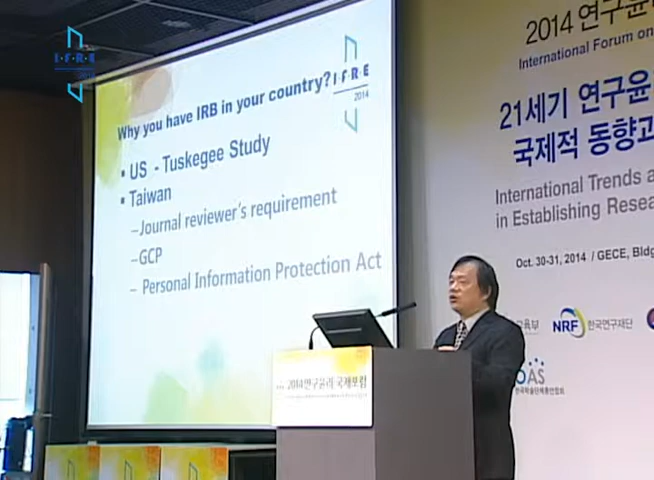 I·F·R·E
2014
Why you have IRB in your country?
I·F·R·E
2014
▪ US - Tuskegee Study
▪ Taiwan
–Journal reviewer's requirement
–GCP
– Personal Information Protection Act
2014 연구윤리
International Forum on
21세기 연구윤
국제적 동향과
International Trends a
in Establishing Resea
Oct. 30-31, 2014 / GECE, Bldg
교육부
NRF 한국연구재단
OAS
2014 연구윤리 국제포럼